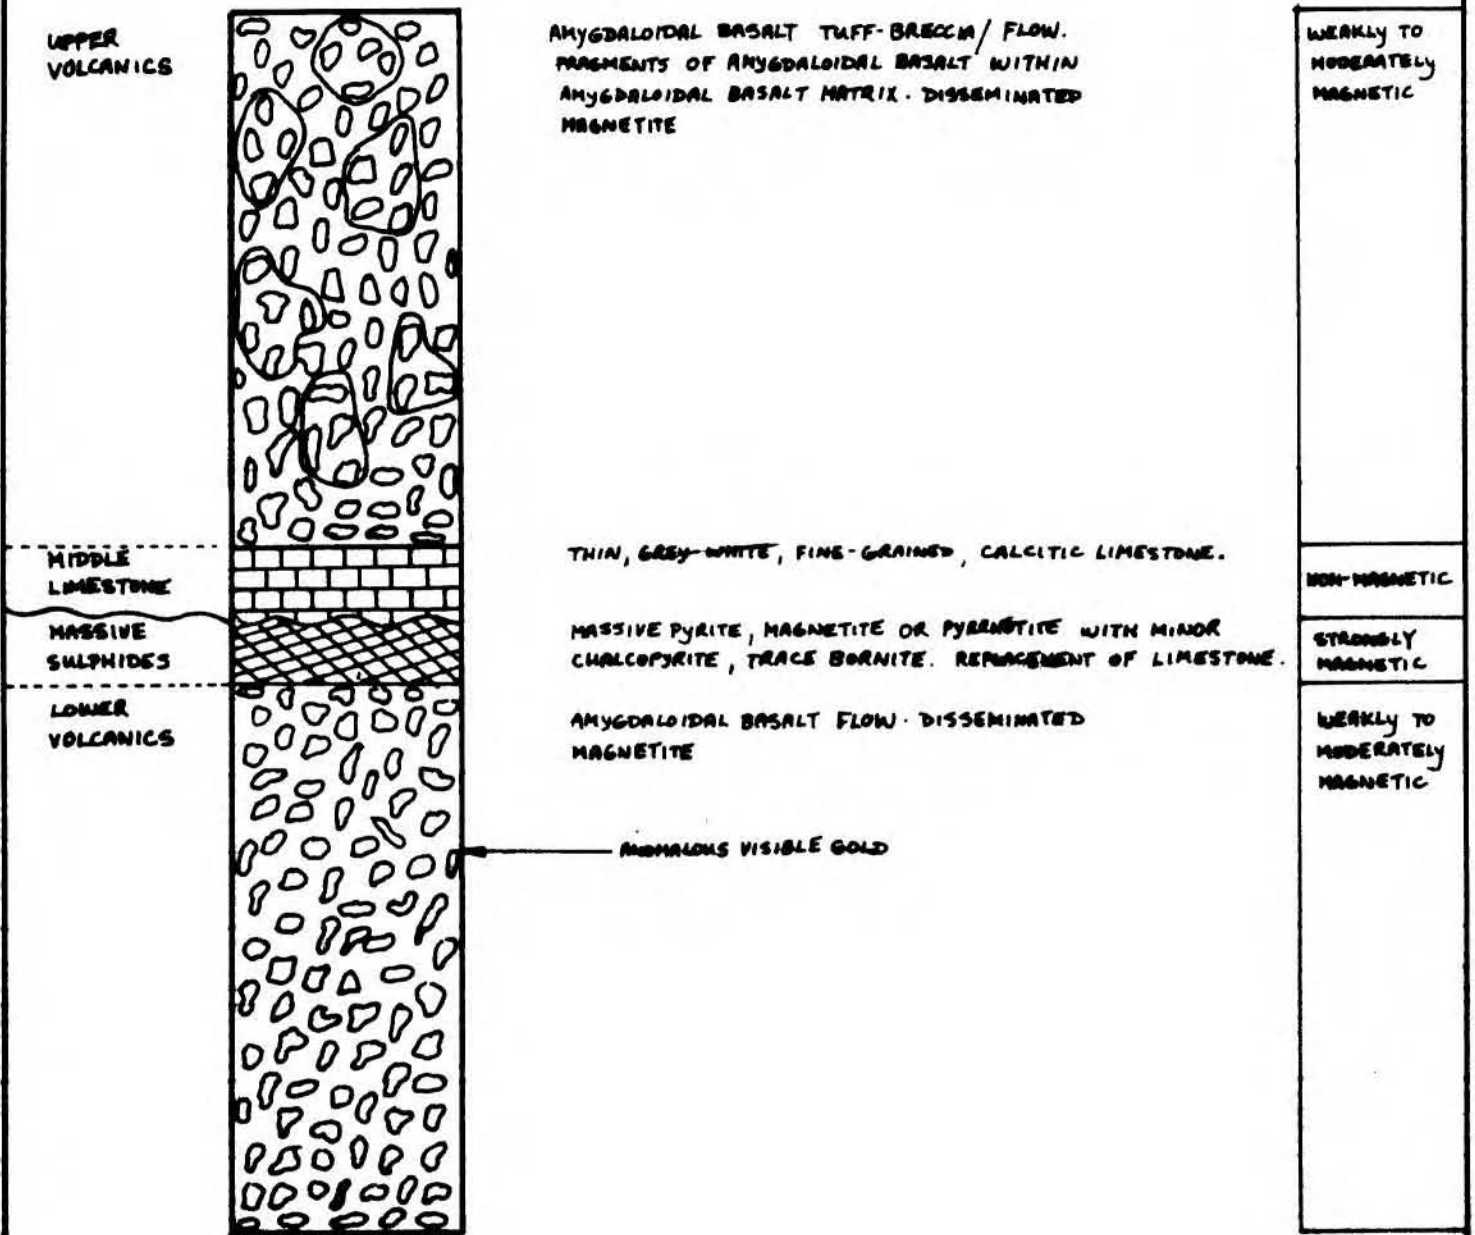 UPPER
VOLCANICS
AMYGDALOIDAL BASALT TUFF-BRECCIA/ FLOW.
FRAGMENTS OF AMYGDALOIDAL BASALT WITHIN
AMYGDALOIDAL BASALT MATRIX. DISSEMINATED
MAGNETITE
WEAKLY TO
MODERATELY
MAGNETIC
MIDDLE
LIMESTONE
THIN, GREY-WHITE, FINE-GRAINED, CALCITIC LIMESTONE.
NON-MAGNETIC
MASSIVE
SULPHIDES
MASSIVE PYRITE, MAGNETITE OR PYRRHOTITE WITH MINOR
CHALCOPYRITE, TRACE BORNITE. REPLACEMENT OF LIMESTONE.
STRONGLY
MAGNETIC
LOWER
VOLCANICS
AMYGDALOIDAL BASALT FLOW. DISSEMINATED
MAGNETITE
WEAKLY TO
MODERATELY
MAGNETIC
ANOMALOUS VISIBLE GOLD